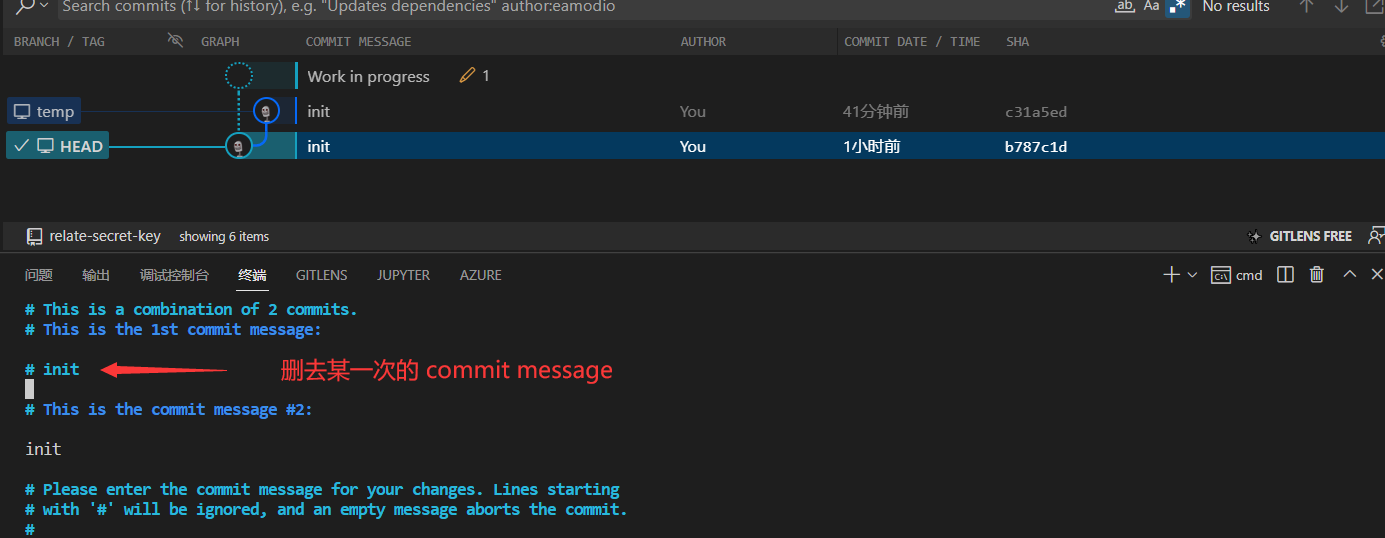 Search commits (↑↓ for history), e.g. "Updates dependencies" author:eamodio ab Aa .* No results
BRANCH / TAG GRAPH COMMIT MESSAGE AUTHOR COMMIT DATE / TIME SHA
Work in progress 1
temp init You 41分钟前 c31a5ed
HEAD init You 1小时前 b787c1d
relate-secret-key showing 6 items GITLENS FREE
问题 输出 调试控制台 终端 GITLENS JUPYTER AZURE cmd
# This is a combination of 2 commits.
# This is the 1st commit message:
# init 删去某一次的 commit message
# This is the commit message #2:
init
# Please enter the commit message for your changes. Lines starting
# with '#' will be ignored, and an empty message aborts the commit.
#